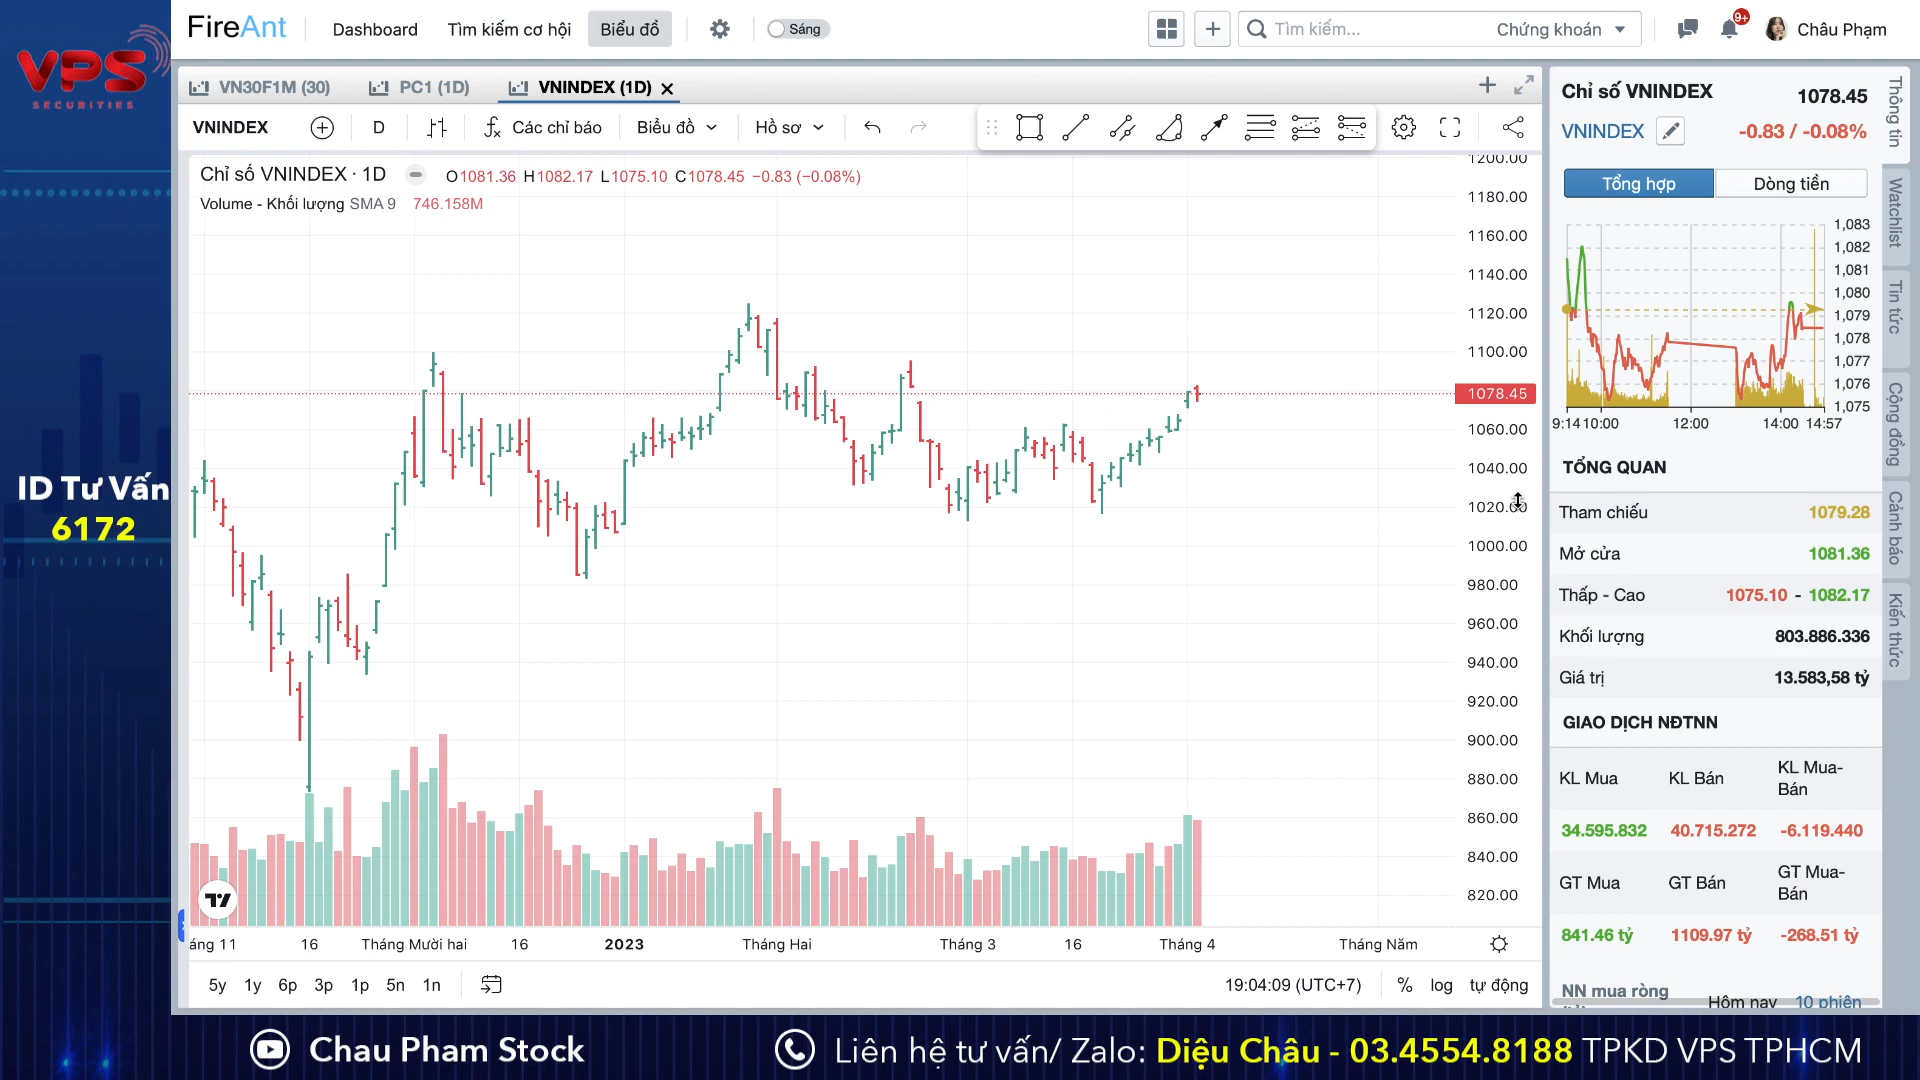 VPS
SECURITIES
ID Tư Vấn
6172
FireAnt
Dashboard
Tìm kiếm cơ hội
Biểu đồ
Sáng
Tìm kiếm...
Chứng khoán
9+
Châu Phạm
VN30F1M (30)
PC1 (1D)
VNINDEX (1D)
VNINDEX
D
Các chỉ báo
Biểu đồ
Hồ sơ
Chỉ số VNINDEX · 1D
O1081.36 H1082.17 L1075.10 C1078.45 −0.83 (−0.08%)
Volume - Khối lượng SMA 9 746.158M
1200.00
1180.00
1160.00
1140.00
1120.00
1100.00
1078.45
1060.00
1040.00
1020.00
1000.00
980.00
960.00
940.00
920.00
900.00
880.00
860.00
840.00
820.00
áng 11
16
Tháng Mười hai
16
2023
Tháng Hai
Tháng 3
16
Tháng 4
Tháng Năm
5y 1y 6p 3p 1p 5n 1n
19:04:09 (UTC+7)
% log tự động
Chỉ số VNINDEX
1078.45
VNINDEX
-0.83 / -0.08%
Tổng hợp
Dòng tiền
1,083
1,082
1,081
1,080
1,079
1,078
1,077
1,076
1,075
9:14 10:00 12:00 14:00 14:57
TỔNG QUAN
Tham chiếu 1079.28
Mở cửa 1081.36
Thấp - Cao 1075.10 - 1082.17
Khối lượng 803.886.336
Giá trị 13.583,58 tỷ
GIAO DỊCH NĐTNN
KL Mua KL Bán KL Mua-
Bán
34.595.832 40.715.272 -6.119.440
GT Mua GT Bán GT Mua-
Bán
841.46 tỷ 1109.97 tỷ -268.51 tỷ
NN mua ròng
Hôm nay 10 phiên
Thông tin
Watchlist
Tin tức
Cộng đồng
Cảnh báo
Kiến thức
Chau Pham Stock
Liên hệ tư vấn/ Zalo: Diệu Châu - 03.4554.8188 TPKD VPS TPHCM